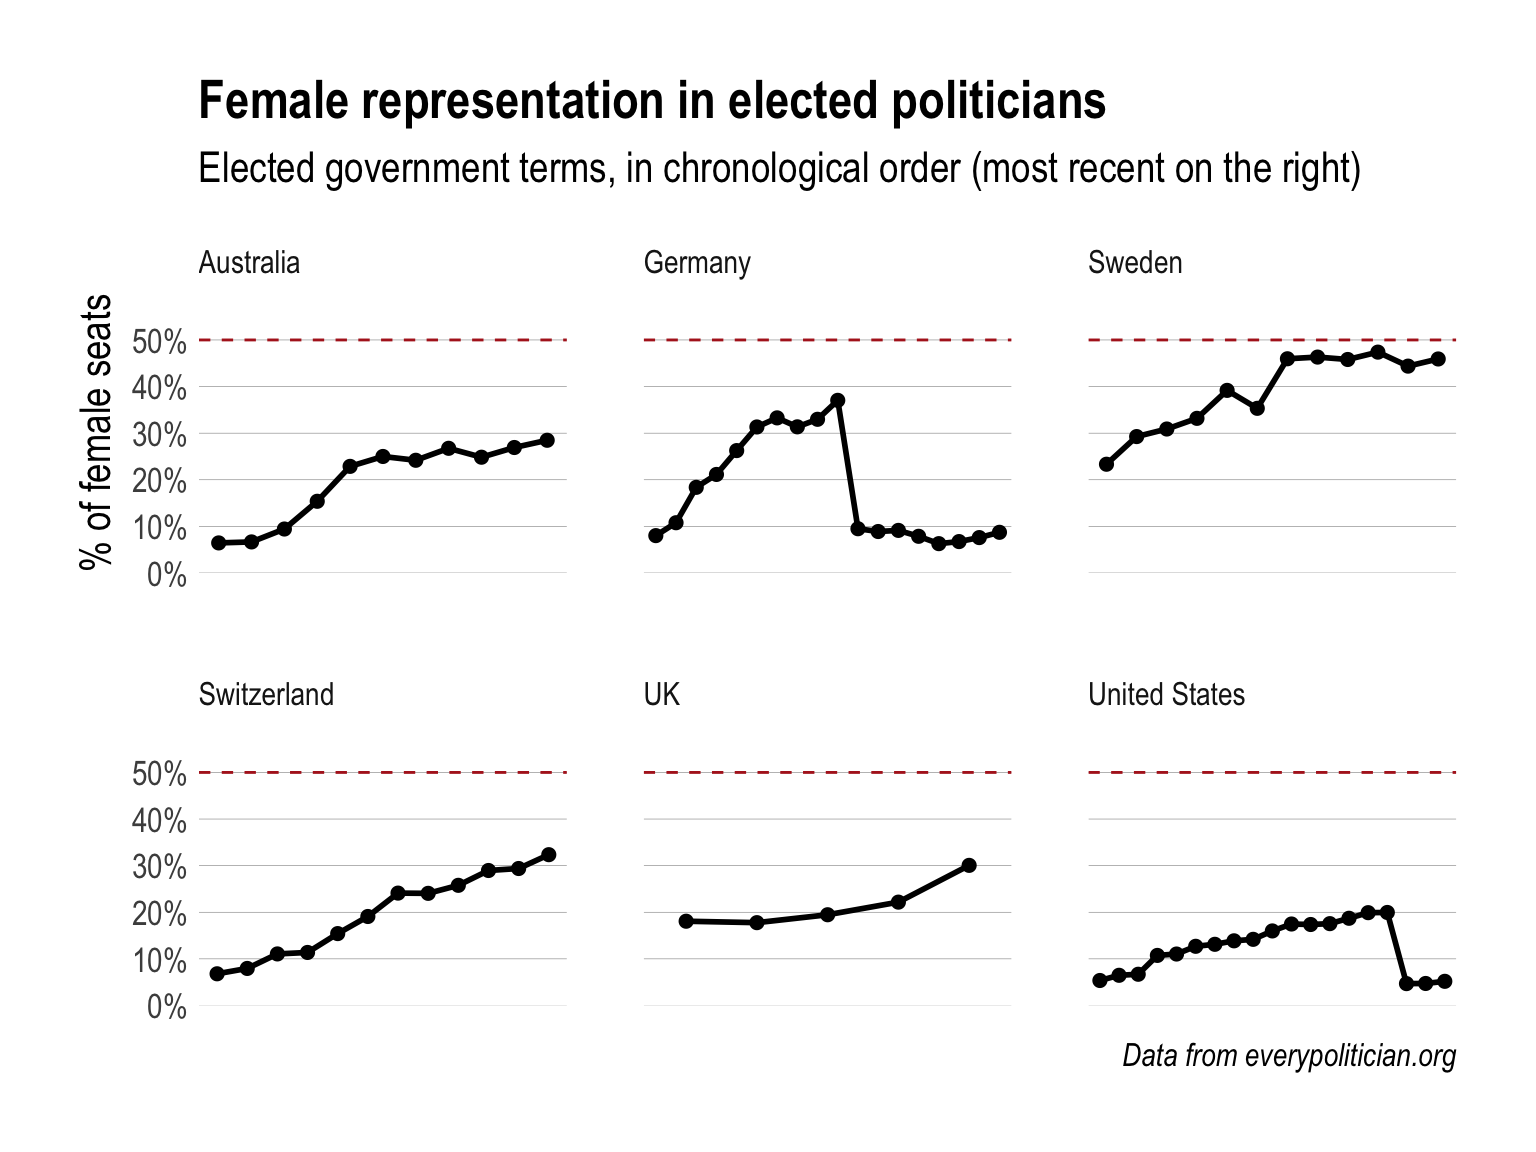 Female representation in elected politicians
Elected government terms, in chronological order (most recent on the right)
Australia
Germany
Sweden
% of female seats
50%
40%
30%
20%
10%
0%
Switzerland
UK
United States
50%
40%
30%
20%
10%
0%
Data from everypolitician.org